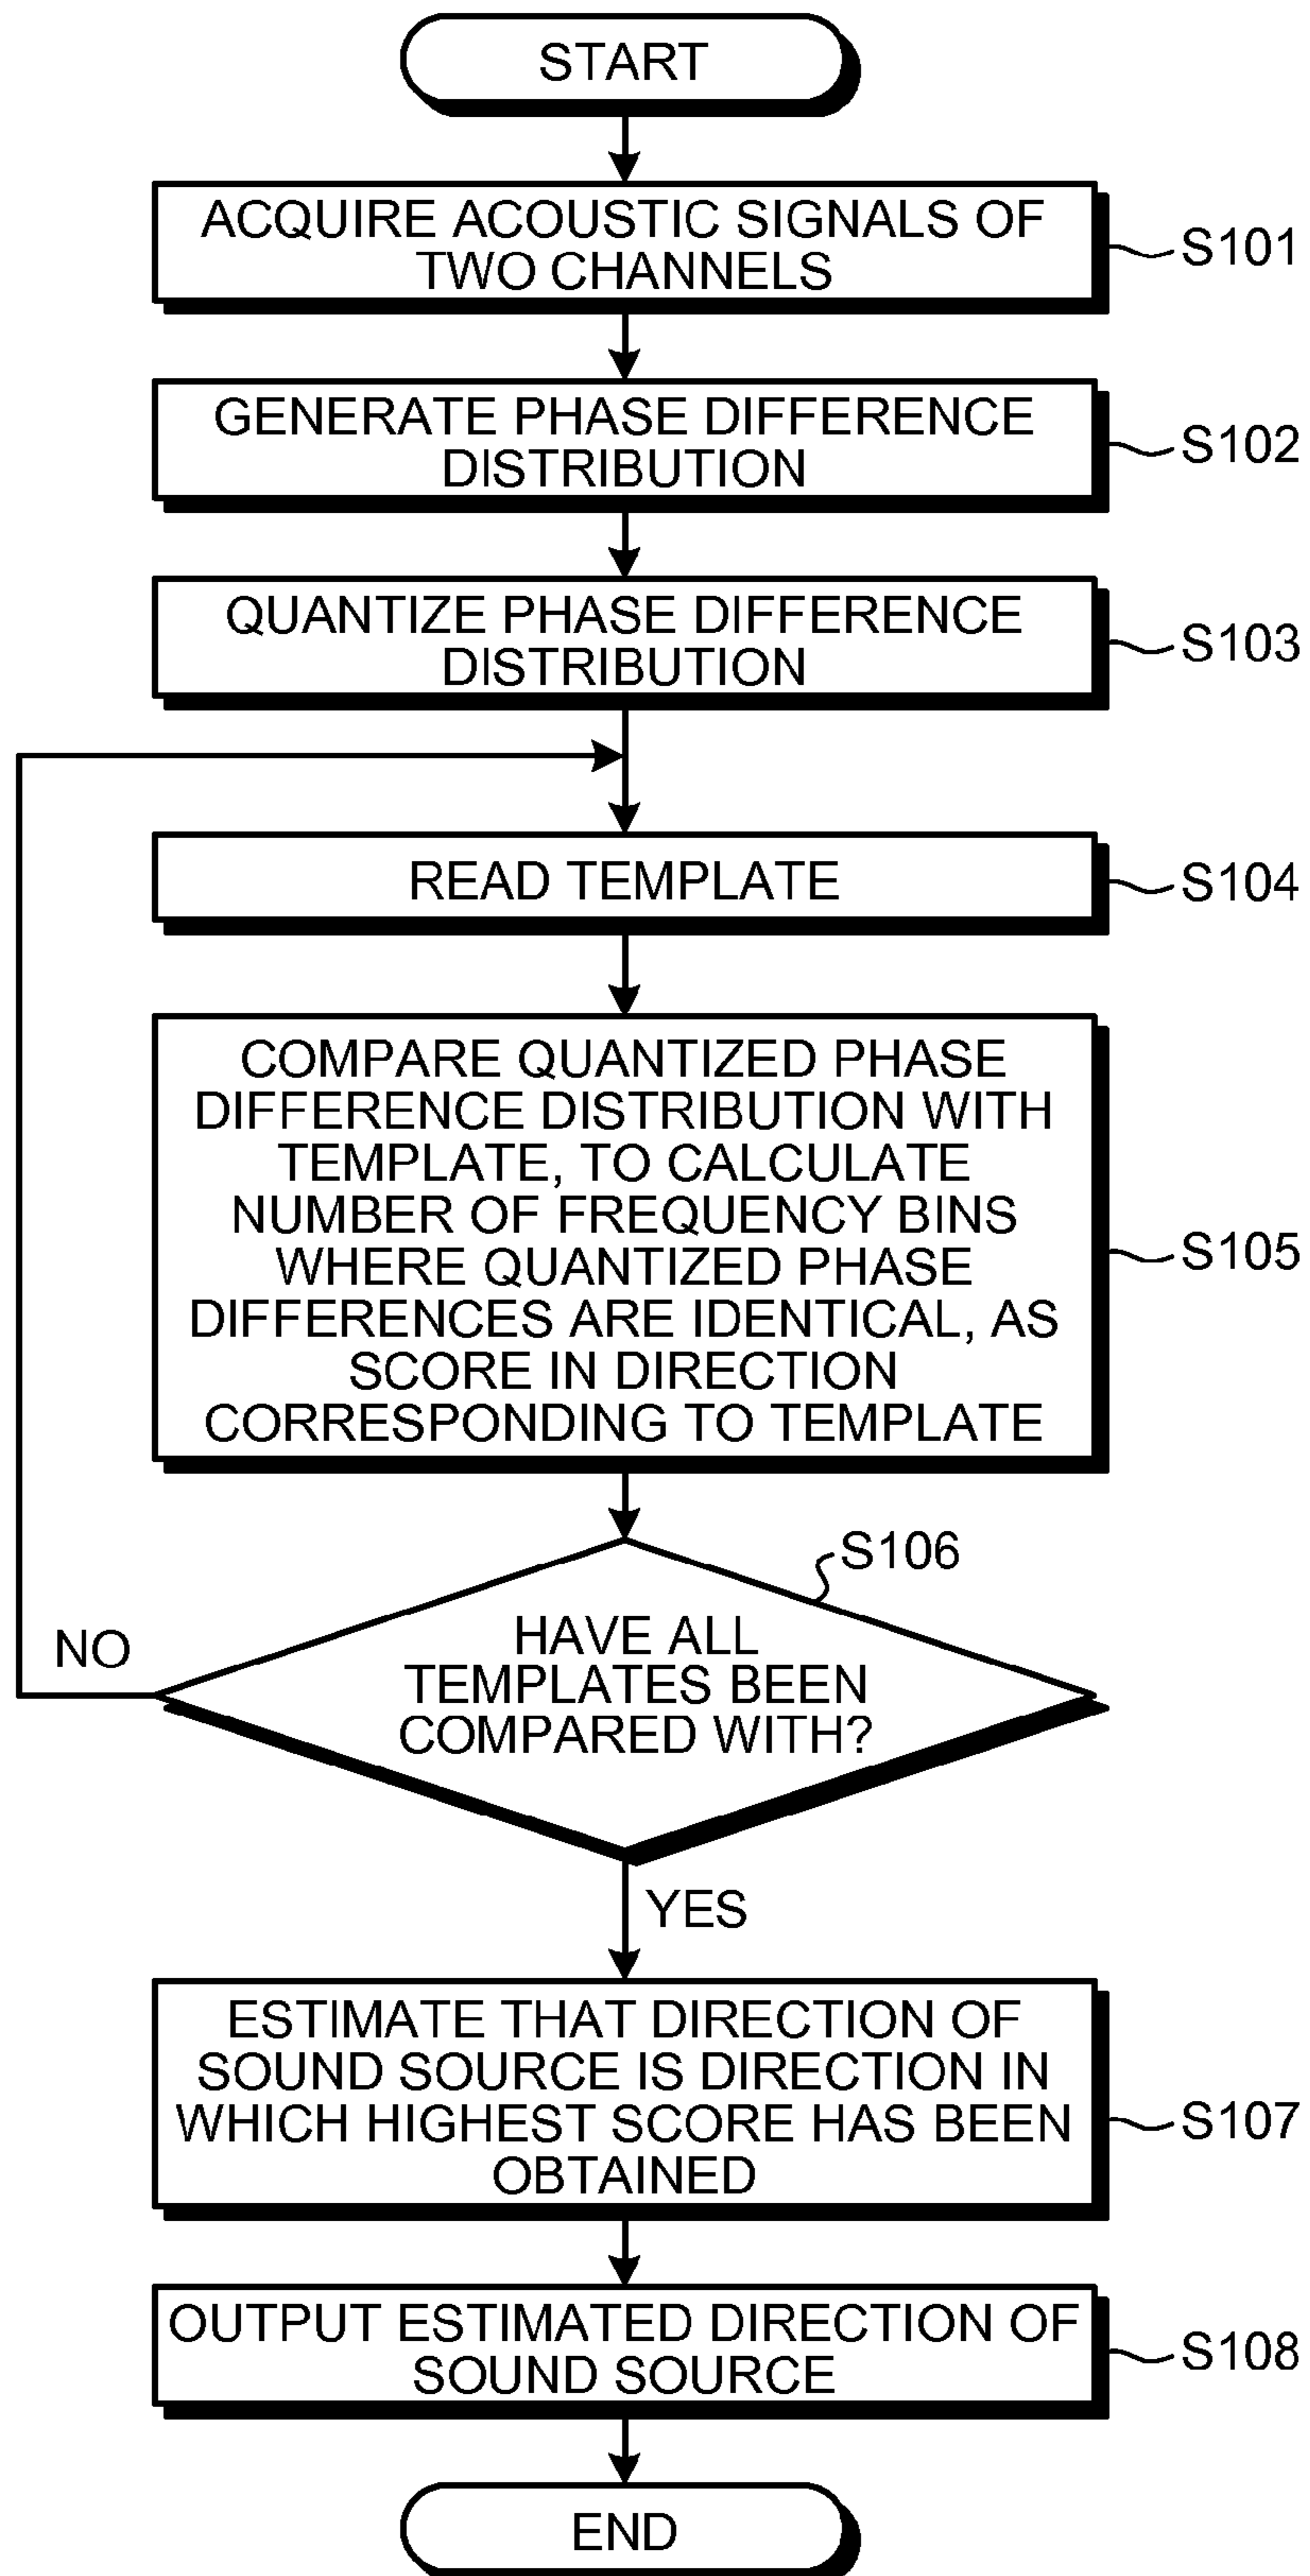 START
ACQUIRE ACOUSTIC SIGNALS OF
TWO CHANNELS
S101
GENERATE PHASE DIFFERENCE
DISTRIBUTION
S102
QUANTIZE PHASE DIFFERENCE
DISTRIBUTION
S103
READ TEMPLATE
S104
COMPARE QUANTIZED PHASE
DIFFERENCE DISTRIBUTION WITH
TEMPLATE, TO CALCULATE
NUMBER OF FREQUENCY BINS
WHERE QUANTIZED PHASE
DIFFERENCES ARE IDENTICAL, AS
SCORE IN DIRECTION
CORRESPONDING TO TEMPLATE
S105
S106
HAVE ALL
TEMPLATES BEEN
COMPARED WITH?
NO
YES
ESTIMATE THAT DIRECTION OF
SOUND SOURCE IS DIRECTION IN
WHICH HIGHEST SCORE HAS BEEN
OBTAINED
S107
OUTPUT ESTIMATED DIRECTION OF
SOUND SOURCE
S108
END